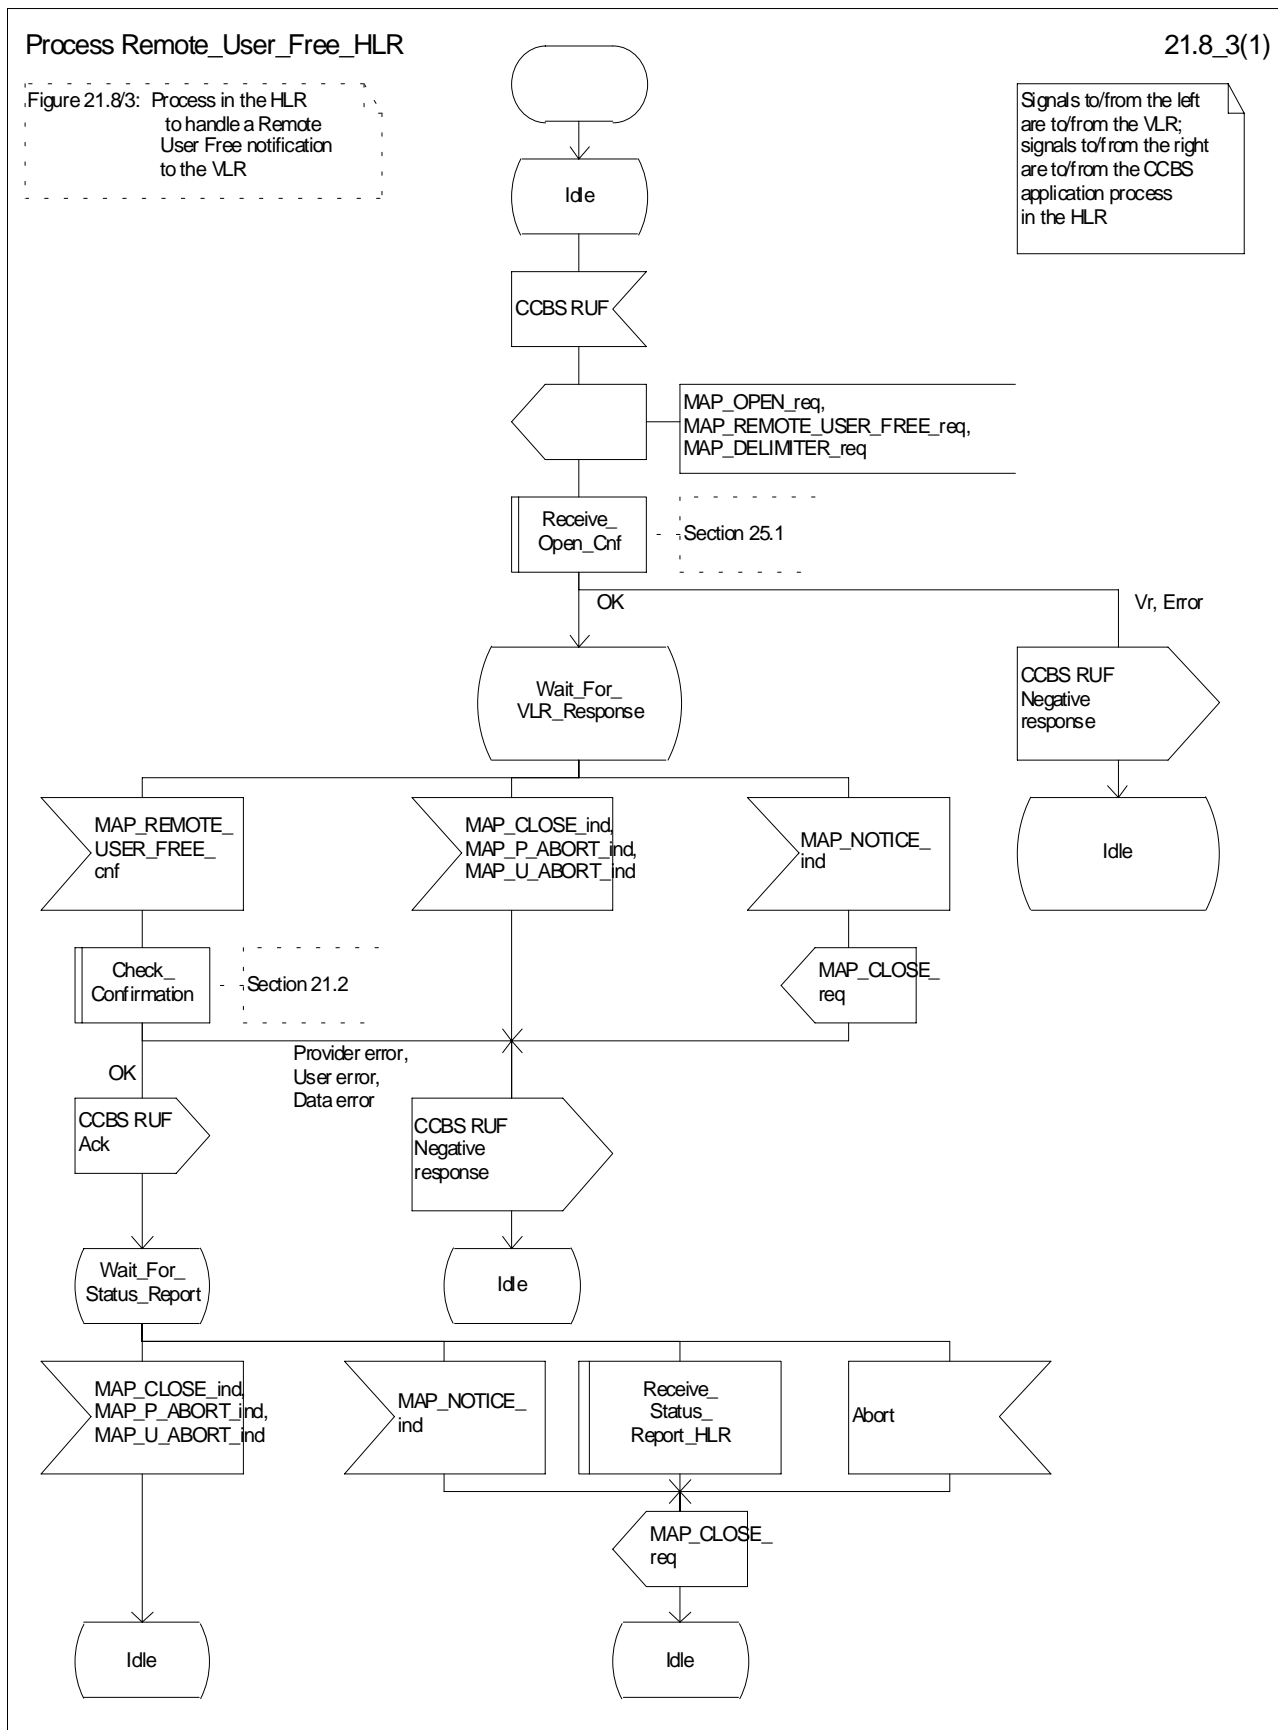 Process Remote_User_Free_HLR
21.8_3(1)
Figure 21.8/3: Process in the HLR
to handle a Remote
User Free notification
to the VLR
Signals to/from the left
are to/from the VLR;
signals to/from the right
are to/from the CCBS
application process
in the HLR
Idle
CCBS RUF
MAP_OPEN_req,
MAP_REMOTE_USER_FREE_req,
MAP_DELIMITER_req
Receive_
Open_Cnf
Section 25.1
OK
Vr, Error
Wait_For_
VLR_Response
CCBS RUF
Negative
response
MAP_REMOTE_
USER_FREE_
cnf
MAP_CLOSE_ind,
MAP_P_ABORT_ind,
MAP_U_ABORT_ind
MAP_NOTICE_
ind
Idle
Check_
Confirmation
Section 21.2
MAP_CLOSE_
req
Provider error,
User error,
Data error
OK
CCBS RUF
Ack
CCBS RUF
Negative
response
Wait_For_
Status_Report
Idle
MAP_CLOSE_ind,
MAP_P_ABORT_ind,
MAP_U_ABORT_ind
MAP_NOTICE_
ind
Receive_
Status_
Report_HLR
Abort
MAP_CLOSE_
req
Idle
Idle